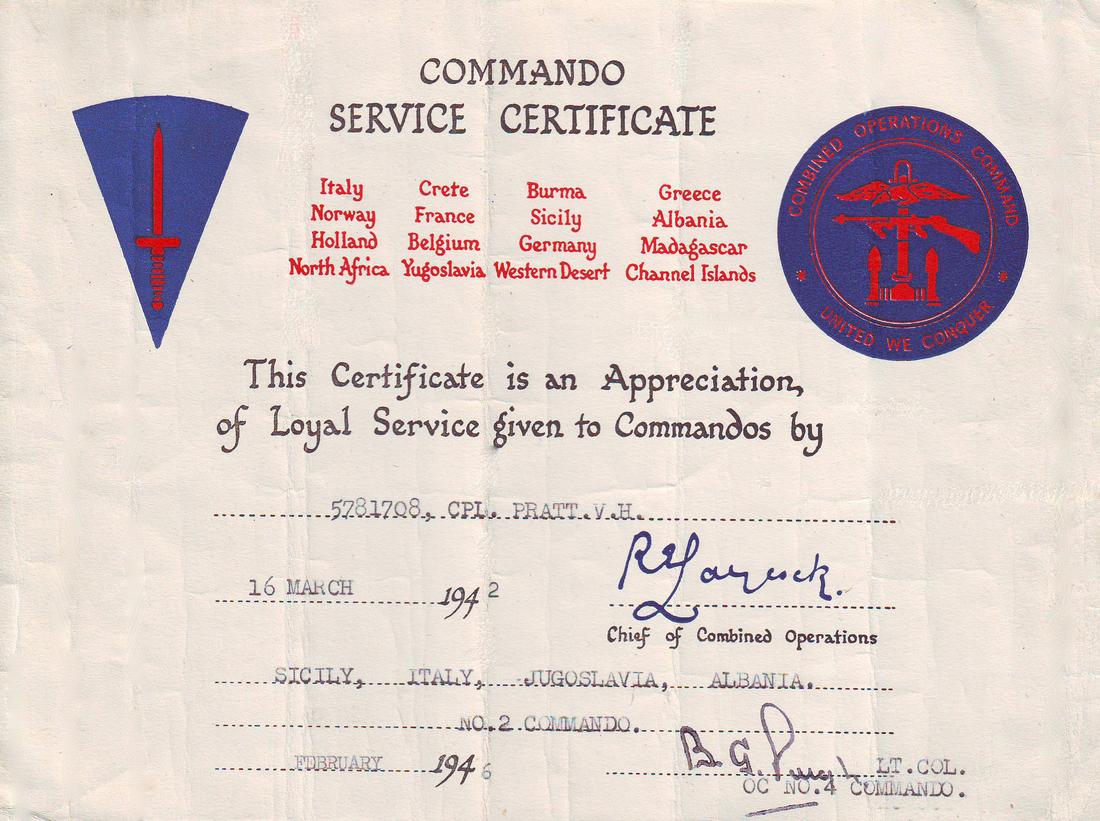 COMMANDO
SERVICE CERTIFICATE
COMBINED OPERATIONS COMMAND
UNITED WE CONQUER
Italy Crete Burma Greece
Norway France Sicily Albania
Holland Belgium Germany Madagascar
North Africa Yugoslavia Western Desert Channel Islands
This Certificate is an Appreciation,
of Loyal Service given to Commandos by
5781708, CPL. PRATT.V.H.
R E Laycock.
16 MARCH 1942
Chief of Combined Operations
SICILY, ITALY, JUGOSLAVIA, ALBANIA.
NO.2 COMMANDO.
FDBRUARY 1946
B. G. Pugh LT.COL.
OC NO.4 COMMANDO.